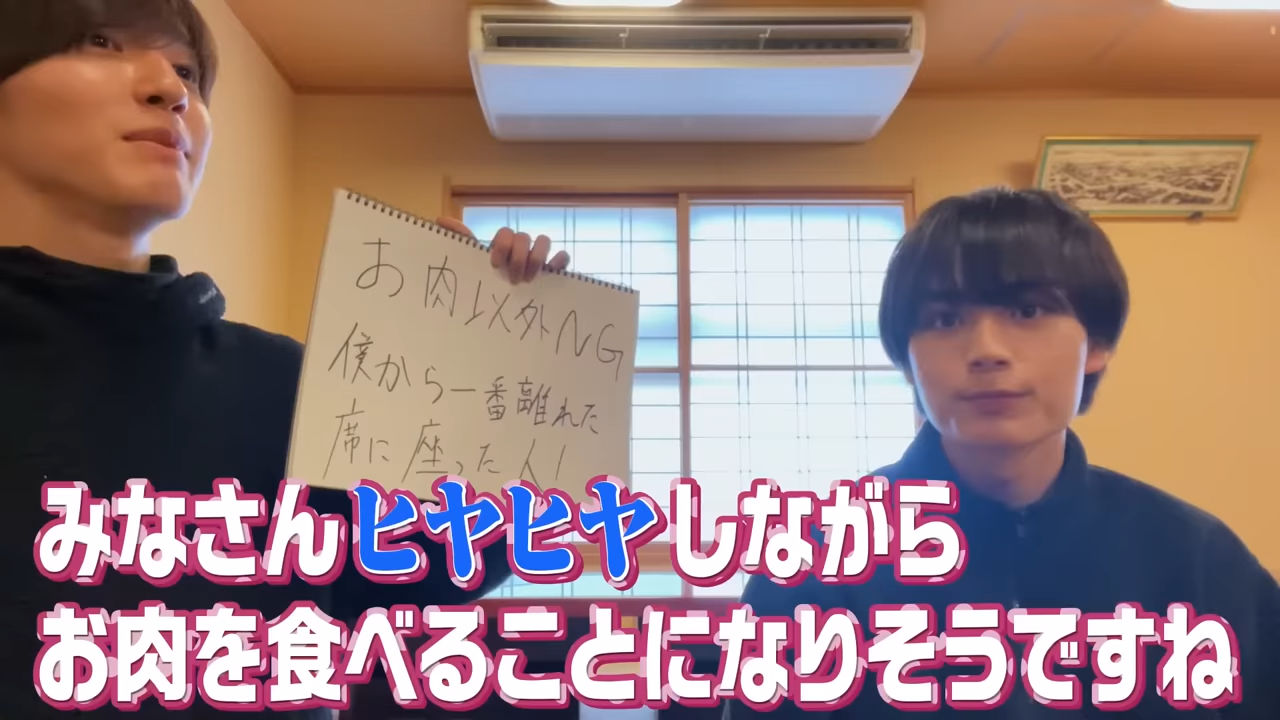 お肉以外NG
僕から一番離れた
席に座った人!
みなさんヒヤヒヤしながら
お肉を食べることになりそうですね